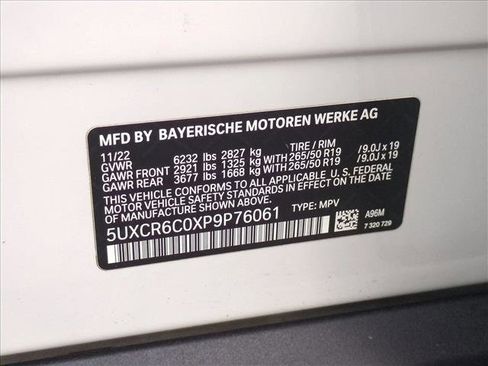 MFD BY BAYERISCHE MOTOREN WERKE AG
11/22 TIRE / RIM
GVWR 6232 lbs 2827 kg
GAWR FRONT 2921 lbs 1325 kg WITH 265/50 R19 / 9.0J x 19
GAWR REAR 3677 lbs 1668 kg WITH 265/50 R19 / 9.0J x 19
THIS VEHICLE CONFORMS TO ALL APPLICABLE U.S. FEDERAL
MOTOR VEHICLE SAFETY STANDARDS IN EFFECT ON THE DATE
OF MANUFACTURE SHOWN ABOVE.
5UXCR6C0XP9P76061 TYPE: MPV A96M
7 320 729